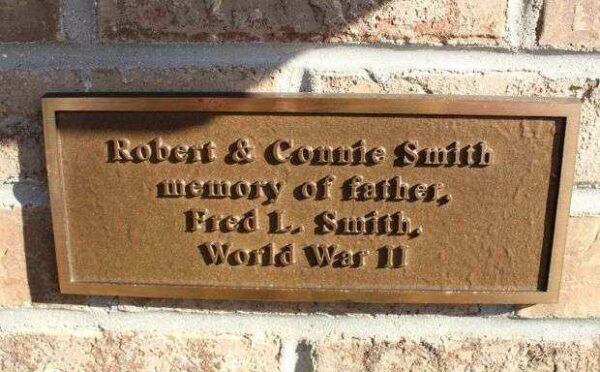 Robert & Connie Smith
memory of father,
Fred L. Smith,
World War II